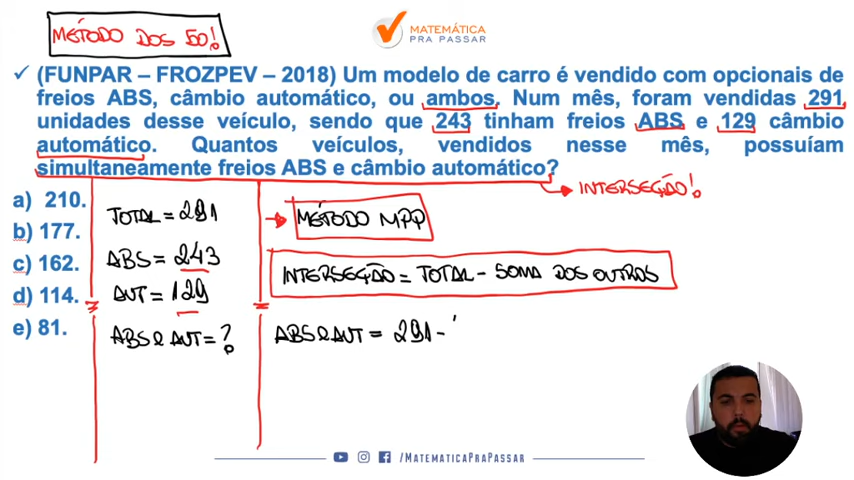 MÉTODO DOS 50!
MATEMÁTICA
PRA PASSAR
(FUNPAR – FROZPEV – 2018) Um modelo de carro é vendido com opcionais de
freios ABS, câmbio automático, ou ambos. Num mês, foram vendidas 291
unidades desse veículo, sendo que 243 tinham freios ABS e 129 câmbio
automático. Quantos veículos, vendidos nesse mês, possuíam
simultaneamente freios ABS e câmbio automático?
INTERSEÇÃO!
a) 210.
b) 177.
c) 162.
d) 114.
e) 81.
TOTAL = 291
ABS = 243
AUT = 129
ABS e AUT = ?
MÉTODO MPP
INTERSEÇÃO = TOTAL - SOMA DOS OUTROS
ABS e AUT = 291 -
/MATEMATICAPRAPASSAR